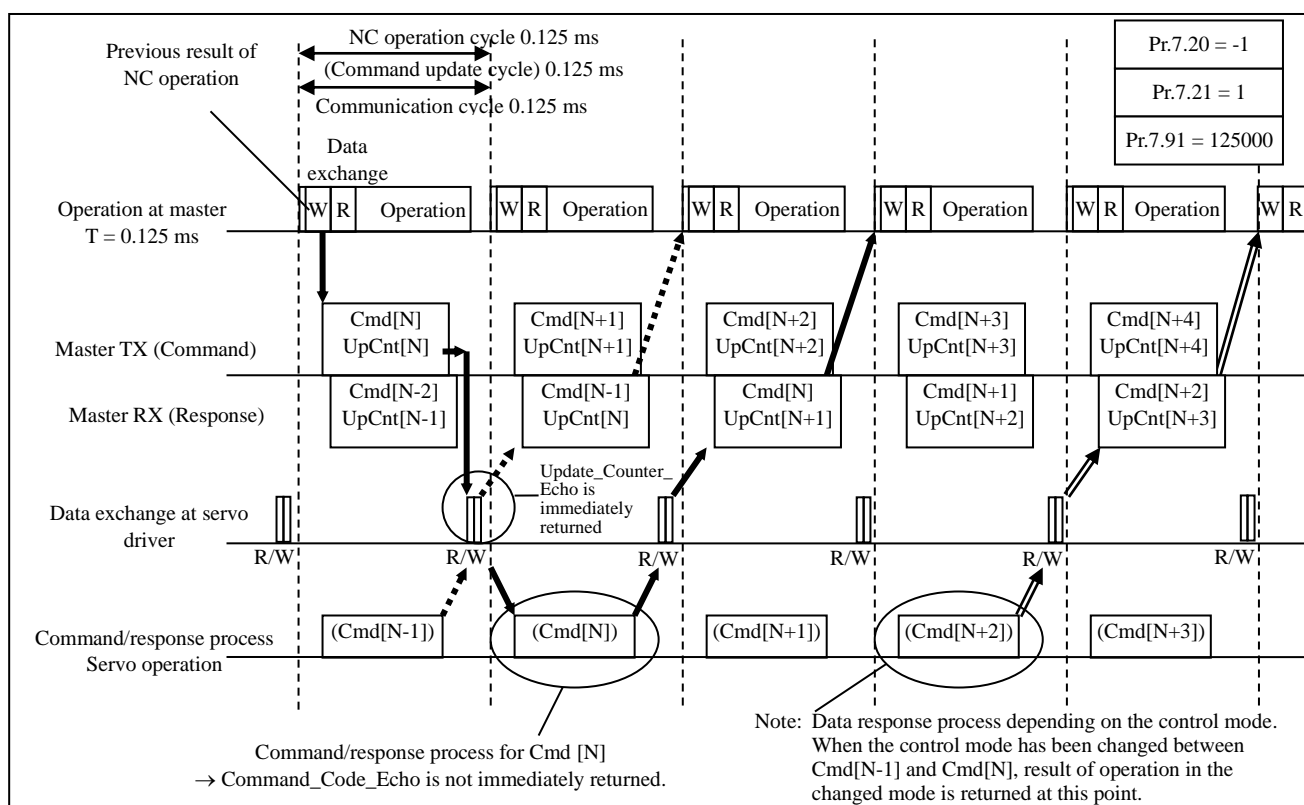 NC operation cycle 0.125 ms
(Command update cycle) 0.125 ms
Communication cycle 0.125 ms
Previous result of
NC operation
Pr.7.20 = -1
Pr.7.21 = 1
Pr.7.91 = 125000
Data
exchange
Operation at master
T = 0.125 ms
W R Operation W R Operation W R Operation W R Operation W R Operation W R
Master TX (Command)
Cmd[N] Cmd[N+1] Cmd[N+2] Cmd[N+3] Cmd[N+4]
UpCnt[N] UpCnt[N+1] UpCnt[N+2] UpCnt[N+3] UpCnt[N+4]
Master RX (Response)
Cmd[N-2] Cmd[N-1] Cmd[N] Cmd[N+1] Cmd[N+2]
UpCnt[N-1] UpCnt[N] UpCnt[N+1] UpCnt[N+2] UpCnt[N+3]
Update_Counter_
Echo is
immediately
returned
Data exchange at servo
driver
R/W R/W R/W R/W R/W R/W
Command/response process
Servo operation
(Cmd[N-1]) (Cmd[N]) (Cmd[N+1]) (Cmd[N+2]) (Cmd[N+3])
Command/response process for Cmd [N]
→ Command_Code_Echo is not immediately returned.
Note: Data response process depending on the control mode.
When the control mode has been changed between
Cmd[N-1] and Cmd[N], result of operation in the
changed mode is returned at this point.